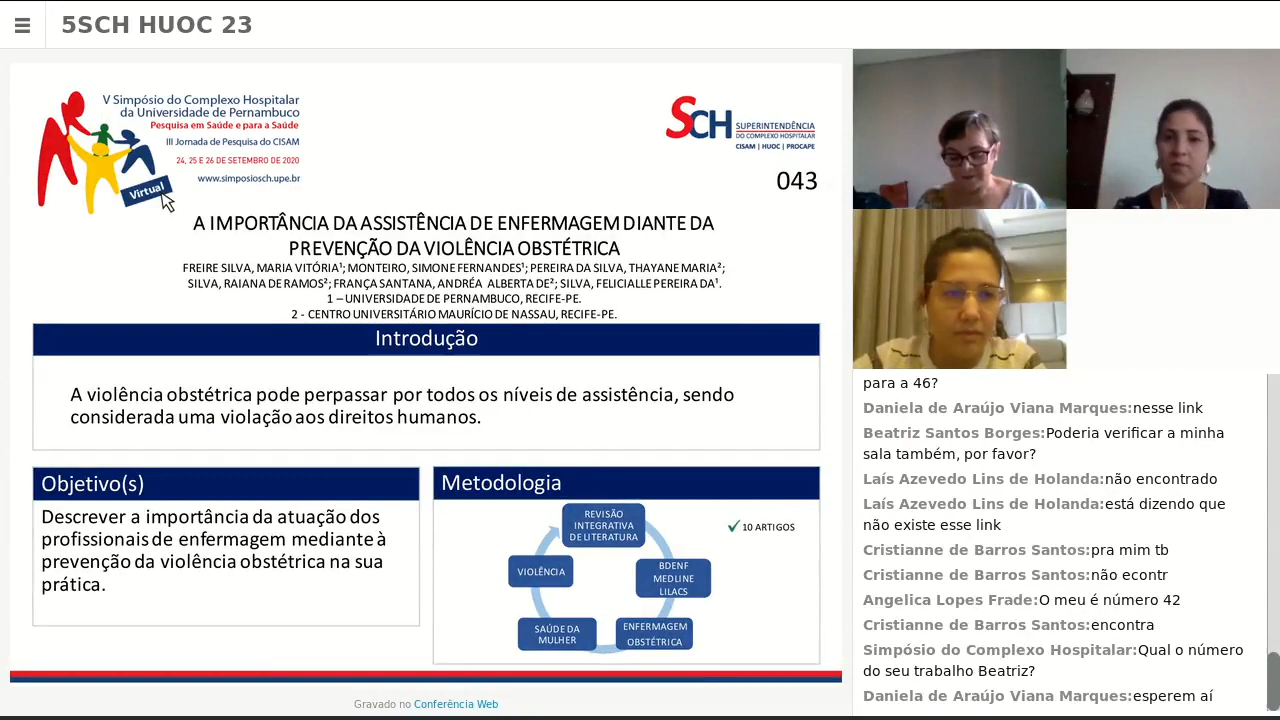 5SCH HUOC 23
V Simpósio do Complexo Hospitalar
da Universidade de Pernambuco
Pesquisa em Saúde e para a Saúde
III Jornada de Pesquisa do CISAM
24, 25 E 26 DE SETEMBRO DE 2020
www.simposiosch.upe.br
Virtual
SCH SUPERINTENDÊNCIA
DO COMPLEXO HOSPITALAR
CISAM | HUOC | PROCAPE
043
A IMPORTÂNCIA DA ASSISTÊNCIA DE ENFERMAGEM DIANTE DA
PREVENÇÃO DA VIOLÊNCIA OBSTÉTRICA
FREIRE SILVA, MARIA VITÓRIA¹; MONTEIRO, SIMONE FERNANDES¹; PEREIRA DA SILVA, THAYANE MARIA²;
SILVA, RAIANA DE RAMOS²; FRANÇA SANTANA, ANDRÉA ALBERTA DE²; SILVA, FELICIALLE PEREIRA DA¹.
1 – UNIVERSIDADE DE PERNAMBUCO, RECIFE-PE.
2 - CENTRO UNIVERSITÁRIO MAURÍCIO DE NASSAU, RECIFE-PE.
Introdução
A violência obstétrica pode perpassar por todos os níveis de assistência, sendo
considerada uma violação aos direitos humanos.
Objetivo(s)
Descrever a importância da atuação dos
profissionais de enfermagem mediante à
prevenção da violência obstétrica na sua
prática.
Metodologia
REVISÃO
INTEGRATIVA
DE LITERATURA
10 ARTIGOS
BDENF
MEDLINE
LILACS
ENFERMAGEM
OBSTÉTRICA
SAÚDE DA
MULHER
VIOLÊNCIA
Gravado no Conferência Web
para a 46?
Daniela de Araújo Viana Marques:nesse link
Beatriz Santos Borges:Poderia verificar a minha
sala também, por favor?
Laís Azevedo Lins de Holanda:não encontrado
Laís Azevedo Lins de Holanda:está dizendo que
não existe esse link
Cristianne de Barros Santos:pra mim tb
Cristianne de Barros Santos:não econtr
Angelica Lopes Frade:O meu é número 42
Cristianne de Barros Santos:encontra
Simpósio do Complexo Hospitalar:Qual o número
do seu trabalho Beatriz?
Daniela de Araújo Viana Marques:esperem aí